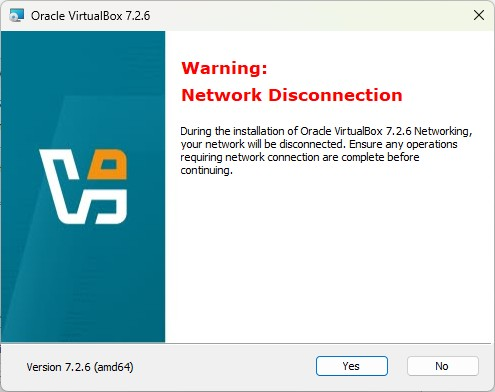 Oracle VirtualBox 7.2.6
Warning:
Network Disconnection
During the installation of Oracle VirtualBox 7.2.6 Networking,
your network will be disconnected. Ensure any operations
requiring network connection are complete before
continuing.
Version 7.2.6 (amd64)
Yes
No